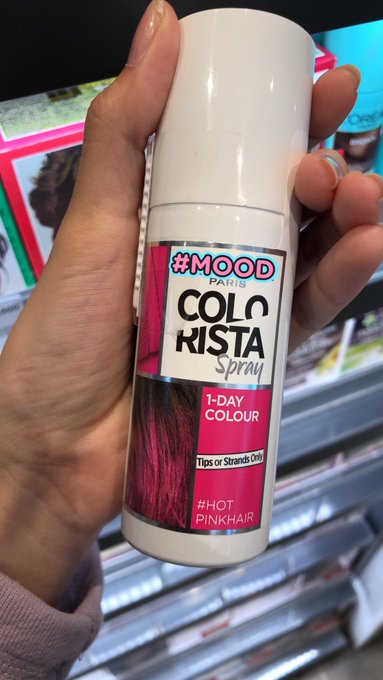 #MOOD
PARIS
COLO
RISTA
Spray
1-DAY
COLOUR
Tips or Strands Only
#HOT
PINKHAIR